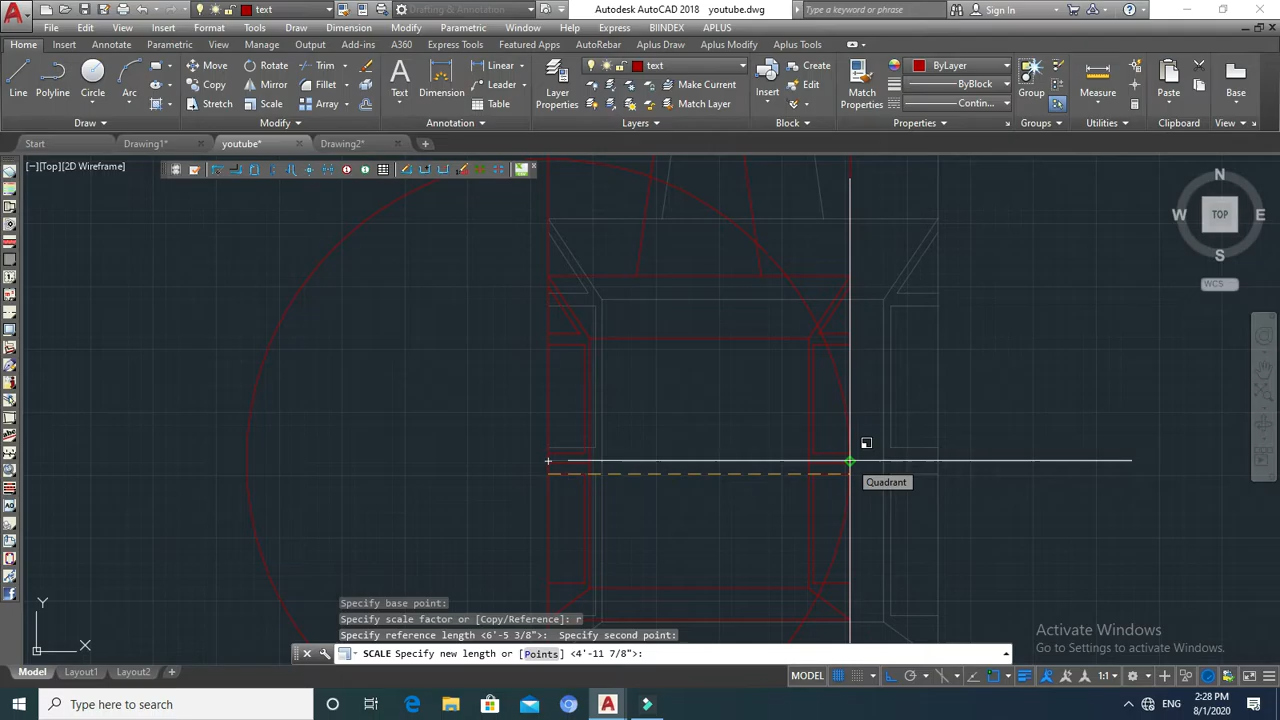 Drafting & Annotation
Autodesk AutoCAD 2018 youtube.dwg
Type a keyword or phrase
Sign In
text
File
Edit
View
Insert
Format
Tools
Draw
Dimension
Modify
Parametric
Window
Help
Express
BIINDEX
APLUS
Home
Insert
Annotate
Parametric
View
Manage
Output
Add-ins
A360
Express Tools
Featured Apps
AutoRebar
Aplus Draw
Aplus Modify
Aplus Tools
Line
Polyline
Circle
Arc
Move
Copy
Stretch
Rotate
Mirror
Scale
Trim
Fillet
Array
Text
Dimension
Linear
Leader
Table
Layer
Properties
text
Make Current
Match Layer
Insert
Create
Edit
Match
Properties
ByLayer
ByBlock
Contin...
Group
Measure
Paste
Base
Draw
Modify
Annotation
Layers
Block
Properties
Groups
Utilities
Clipboard
View
Start
Drawing1*
youtube*
Drawing2*
[−][Top][2D Wireframe]
N
W
TOP
E
S
WCS
Quadrant
Y
X
Specify base point:
Specify scale factor or [Copy/Reference]: r
Specify reference length <6'-5 3/8">: Specify second point:
SCALE Specify new length or [Points] <4'-11 7/8">:
Activate Windows
Go to Settings to activate Windows.
Model
Layout1
Layout2
MODEL
1:1
Type here to search
ENG
2:28 PM
8/1/2020